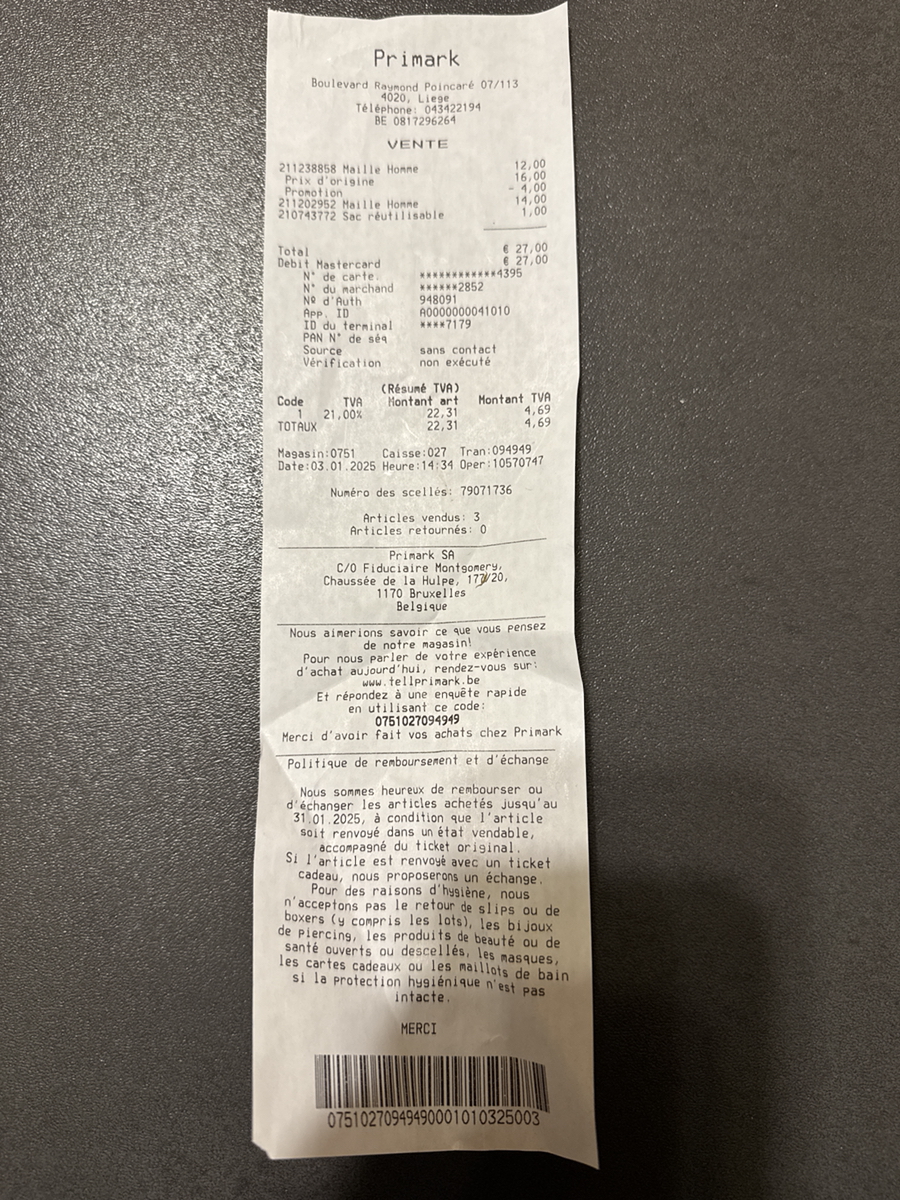 Primark
Boulevard Raymond Poincaré 07/113
4020, Liege
Téléphone: 043422194
BE 0817296264
VENTE
211238858 Maille Homme 12,00
Prix d'origine 16,00
Promotion - 4,00
211202952 Maille Homme 14,00
210743772 Sac réutilisable 1,00
Total € 27,00
Debit Mastercard € 27,00
N° de carte. ************4395
N° du marchand ******2852
Nº d'Auth 948091
App. ID A0000000041010
ID du terminal ****7179
PAN N° de séq
Source sans contact
Vérification non exécuté
(Résumé TVA)
Code TVA Montant art Montant TVA
1 21,00% 22,31 4,69
TOTAUX 22,31 4,69
Magasin:0751 Caisse:027 Tran:094949
Date:03.01.2025 Heure:14:34 Oper:10570747
Numéro des scellés: 79071736
Articles vendus: 3
Articles retournés: 0
Primark SA
C/O Fiduciaire Montgomery,
Chaussée de la Hulpe, 177/20,
1170 Bruxelles
Belgique
Nous aimerions savoir ce que vous pensez
de notre magasin!
Pour nous parler de votre expérience
d'achat aujourd'hui, rendez-vous sur:
www.tellprimark.be
Et répondez à une enquête rapide
en utilisant ce code:
0751027094949
Merci d'avoir fait vos achats chez Primark
Politique de remboursement et d'échange
Nous sommes heureux de rembourser ou
d'échanger les articles achetés jusqu'au
31.01.2025, à condition que l'article
soit renvoyé dans un état vendable,
accompagné du ticket original.
Si l'article est renvoyé avec un ticket
cadeau, nous proposerons un échange.
Pour des raisons d'hygiène, nous
n'acceptons pas le retour de slips ou de
boxers (y compris les lots), les bijoux
de piercing, les produits de beauté ou de
santé ouverts ou descellés, les masques,
les cartes cadeaux ou les maillots de bain
si la protection hygiénique n'est pas
intacte.
MERCI
07510270949490001010325003